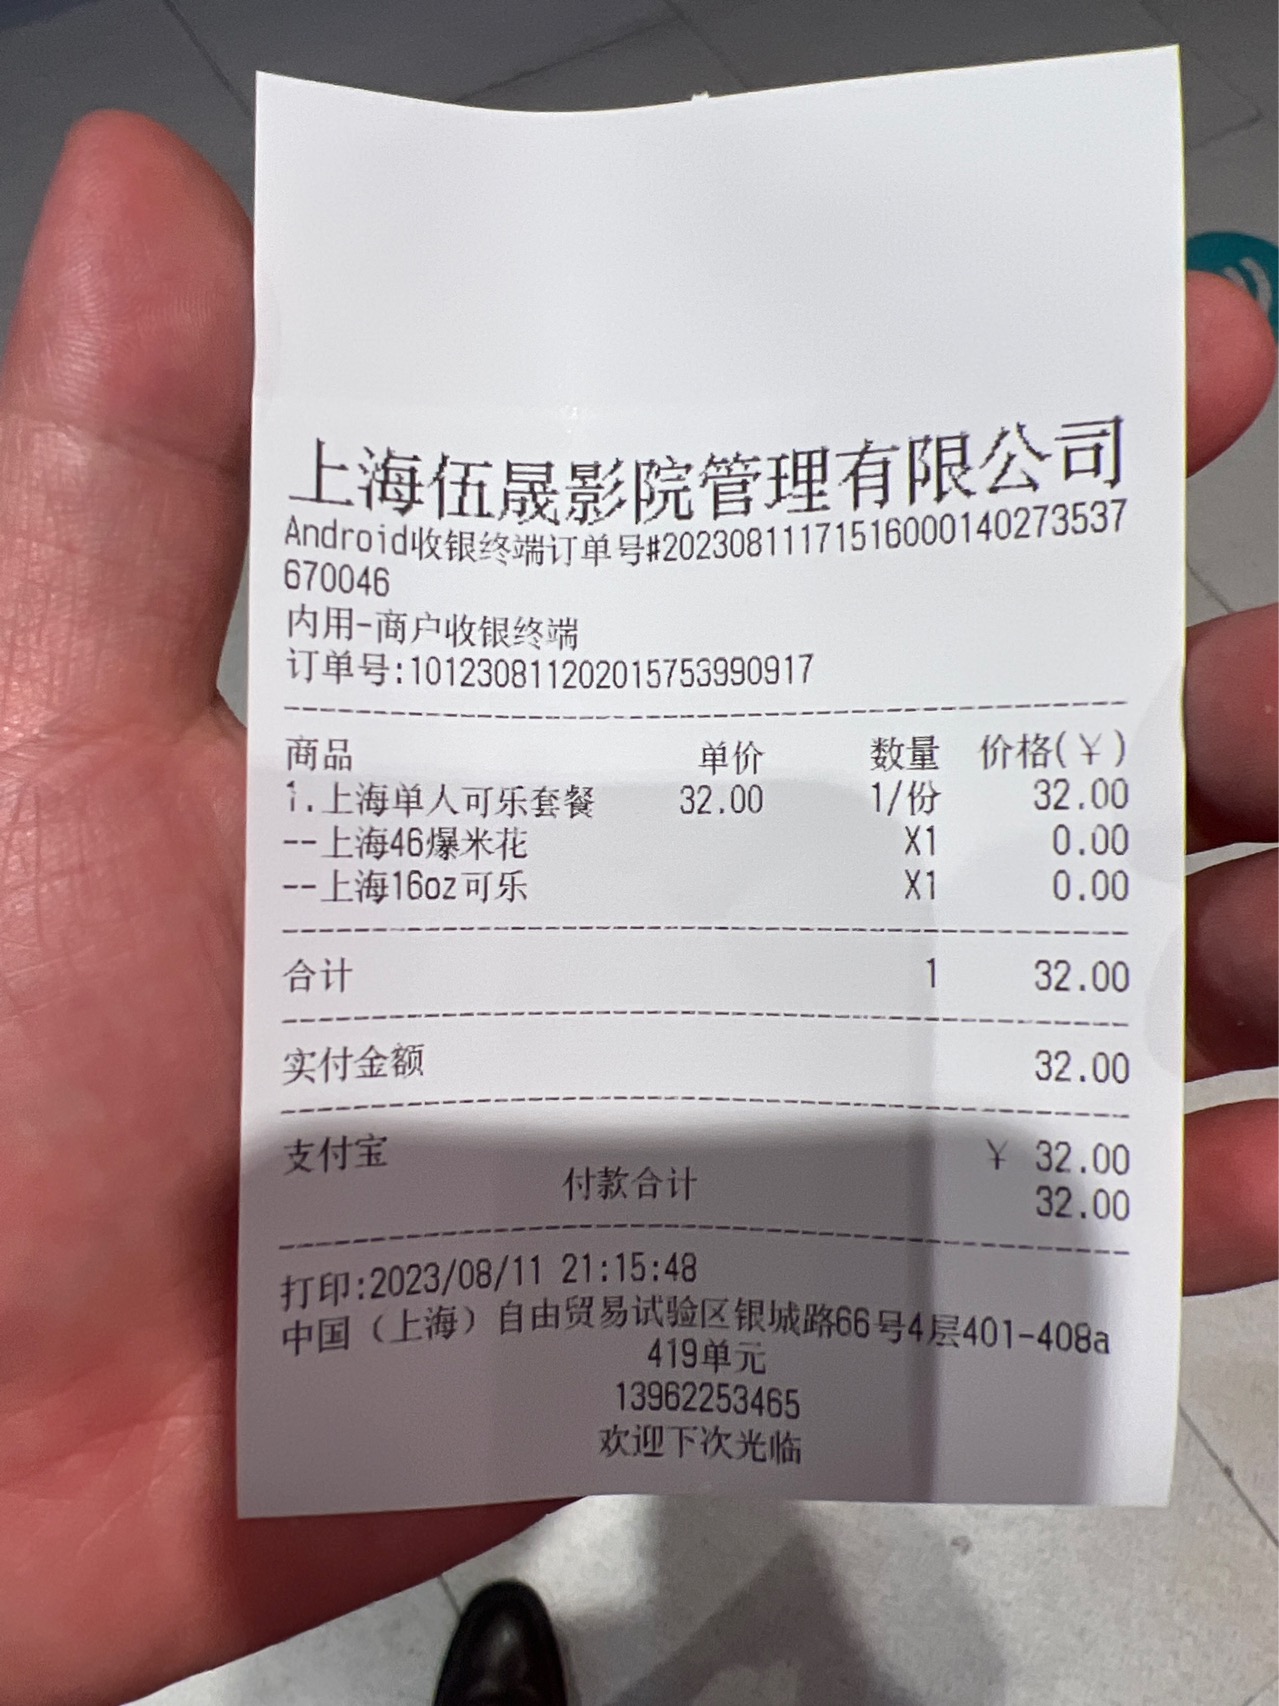 上海伍晟影院管理有限公司
Android收银终端订单号#20230811171516000140273537
670046
内用-商户收银终端
订单号:101230811202015753990917
商品 单价 数量 价格(¥)
1.上海单人可乐套餐 32.00 1/份 32.00
--上海46爆米花 X1 0.00
--上海16oz可乐 X1 0.00
合计 1 32.00
实付金额 32.00
支付宝 ¥ 32.00
付款合计 32.00
打印:2023/08/11 21:15:48
中国（上海）自由贸易试验区银城路66号4层401-408a
419单元
13962253465
欢迎下次光临